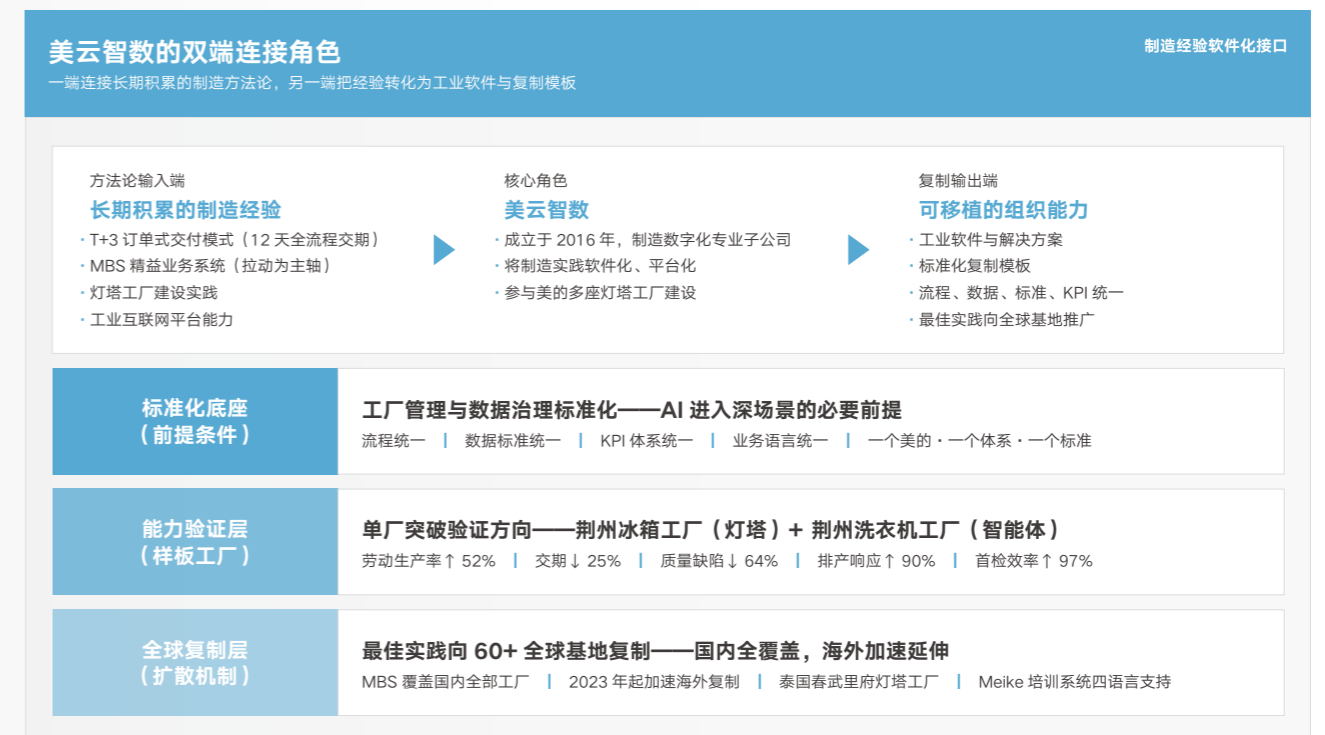 美云智数的双端连接角色
制造经验软件化接口
一端连接长期积累的制造方法论，另一端把经验转化为工业软件与复制模板
方法论输入端
长期积累的制造经验
· T+3 订单式交付模式（12 天全流程交期）
· MBS 精益业务系统（拉动为主轴）
· 灯塔工厂建设实践
· 工业互联网平台能力
核心角色
美云智数
· 成立于 2016 年，制造数字化专业子公司
· 将制造实践软件化、平台化
· 参与美的多座灯塔工厂建设
复制输出端
可移植的组织能力
· 工业软件与解决方案
· 标准化复制模板
· 流程、数据、标准、KPI 统一
· 最佳实践向全球基地推广
标准化底座
（前提条件）
工厂管理与数据治理标准化——AI 进入深场景的必要前提
流程统一 | 数据标准统一 | KPI 体系统一 | 业务语言统一 | 一个美的・一个体系・一个标准
能力验证层
（样板工厂）
单厂突破验证方向——荆州冰箱工厂（灯塔）+ 荆州洗衣机工厂（智能体）
劳动生产率↑ 52% | 交期↓ 25% | 质量缺陷↓ 64% | 排产响应↑ 90% | 首检效率↑ 97%
全球复制层
（扩散机制）
最佳实践向 60+ 全球基地复制——国内全覆盖，海外加速延伸
MBS 覆盖国内全部工厂 | 2023 年起加速海外复制 | 泰国春武里府灯塔工厂 | Meike 培训系统四语言支持